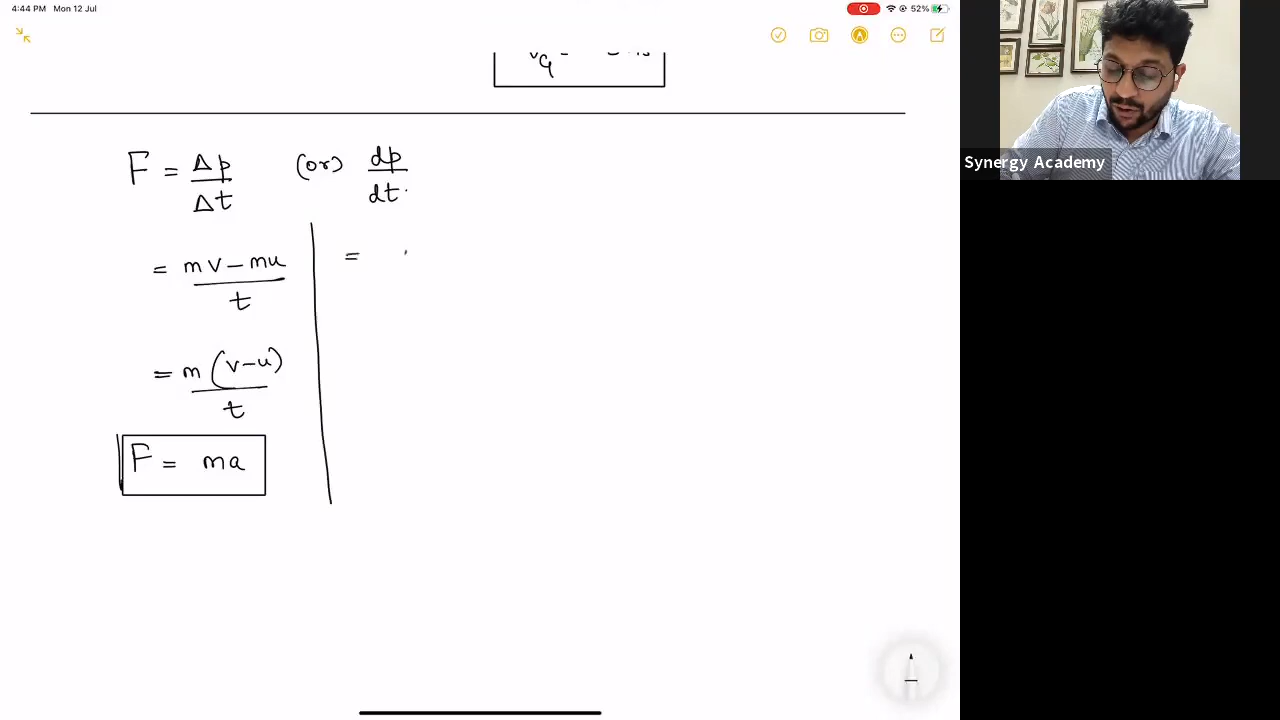 4:44 PM Mon 12 Jul
52%
F = Δp/Δt (or) dp/dt.
= mv – mu / t
=
= m (v–u) / t
F = ma
Synergy Academy